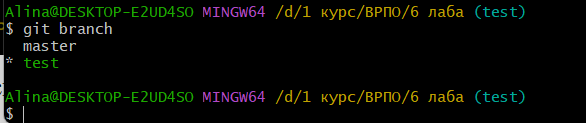 Alina@DESKTOP-E2UD4SO MINGW64 /d/1 курс/ВРПО/6 лаба (test)
$ git branch
  master
* test

Alina@DESKTOP-E2UD4SO MINGW64 /d/1 курс/ВРПО/6 лаба (test)
$